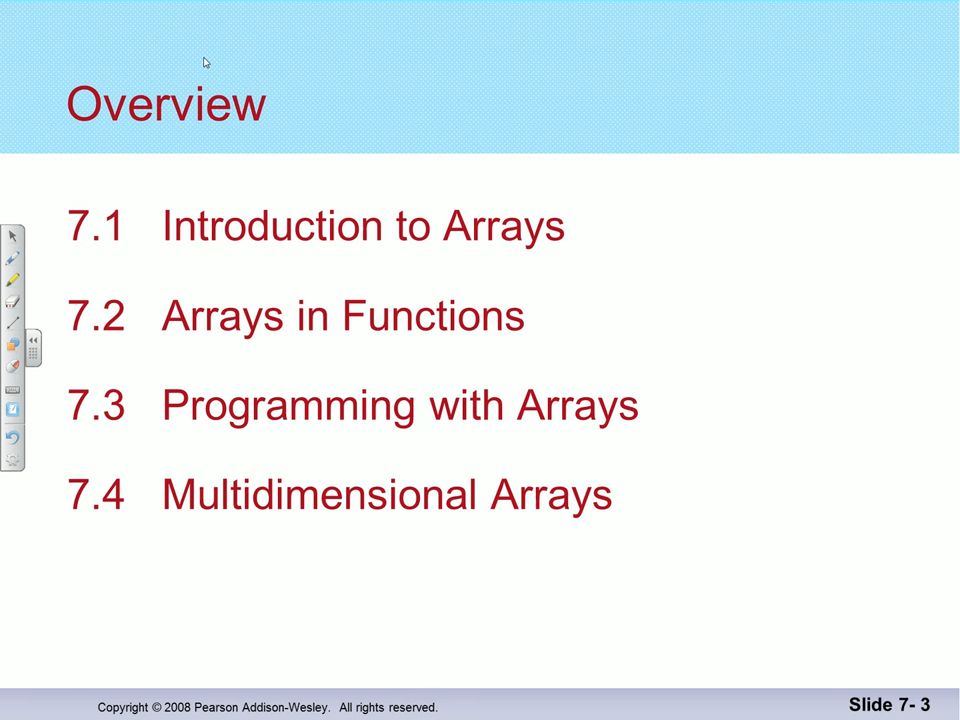 Overview
7.1 Introduction to Arrays
7.2 Arrays in Functions
7.3 Programming with Arrays
7.4 Multidimensional Arrays
Copyright © 2008 Pearson Addison-Wesley. All rights reserved.
Slide 7- 3